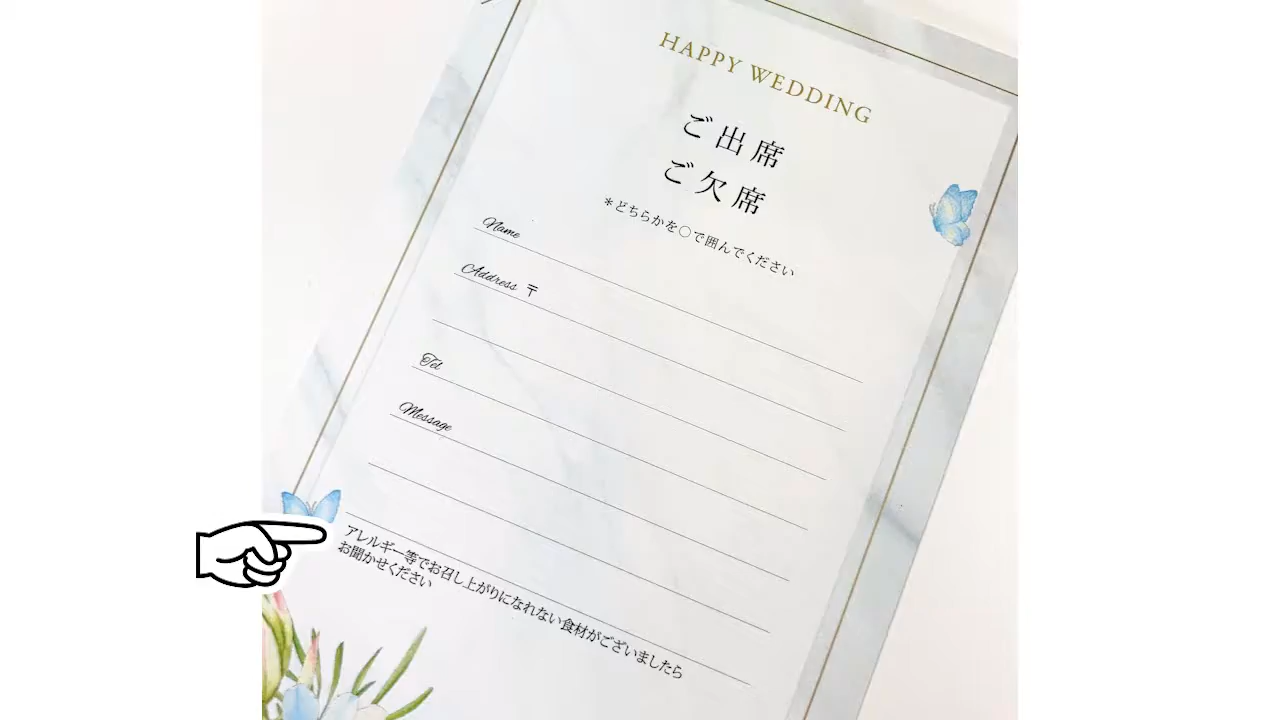 HAPPY WEDDING
ご出席
ご欠席
*どちらかを○で囲んでください
Name
Address 〒
Tel
Message
アレルギー等でお召し上がりになれない食材がございましたら
お聞かせください